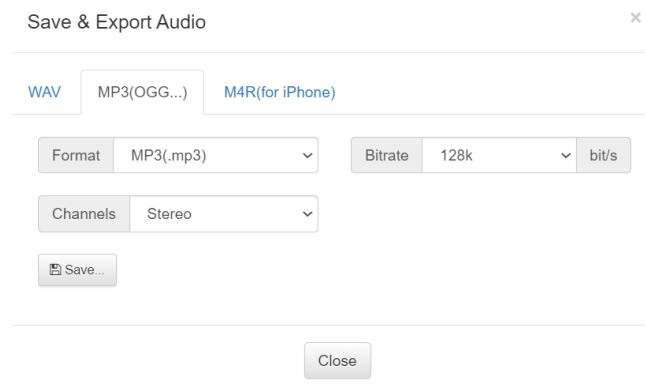 Save & Export Audio ×
WAV MP3(OGG...) M4R(for iPhone)
Format MP3(.mp3) Bitrate 128k bit/s
Channels Stereo
Save...
Close